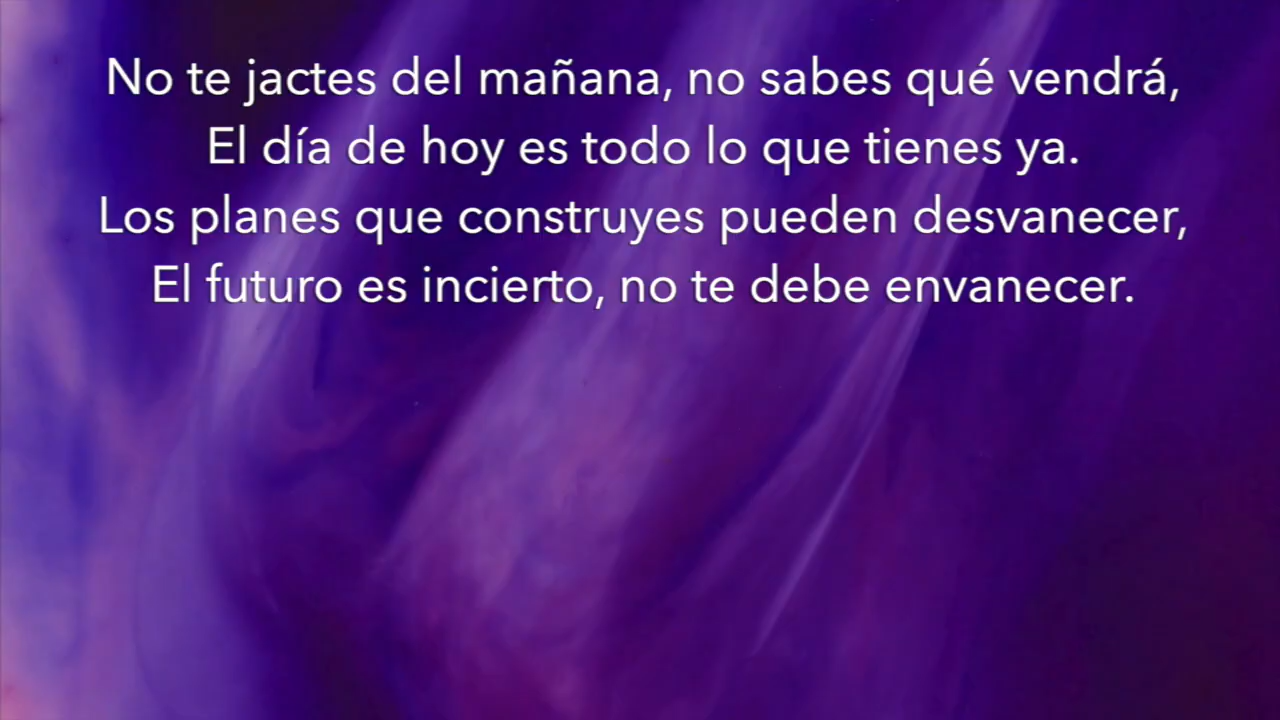 No te jactes del mañana, no sabes qué vendrá,
El día de hoy es todo lo que tienes ya.
Los planes que construyes pueden desvanecer,
El futuro es incierto, no te debe envanecer.